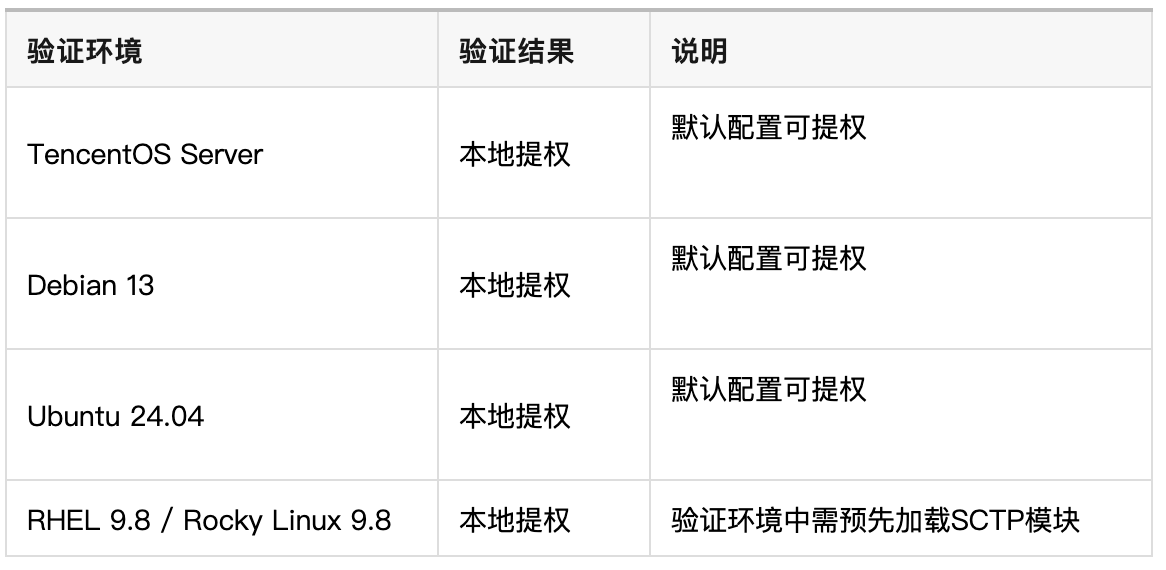 验证环境 验证结果 说明
TencentOS Server 本地提权 默认配置可提权
Debian 13 本地提权 默认配置可提权
Ubuntu 24.04 本地提权 默认配置可提权
RHEL 9.8 / Rocky Linux 9.8 本地提权 验证环境中需预先加载SCTP模块